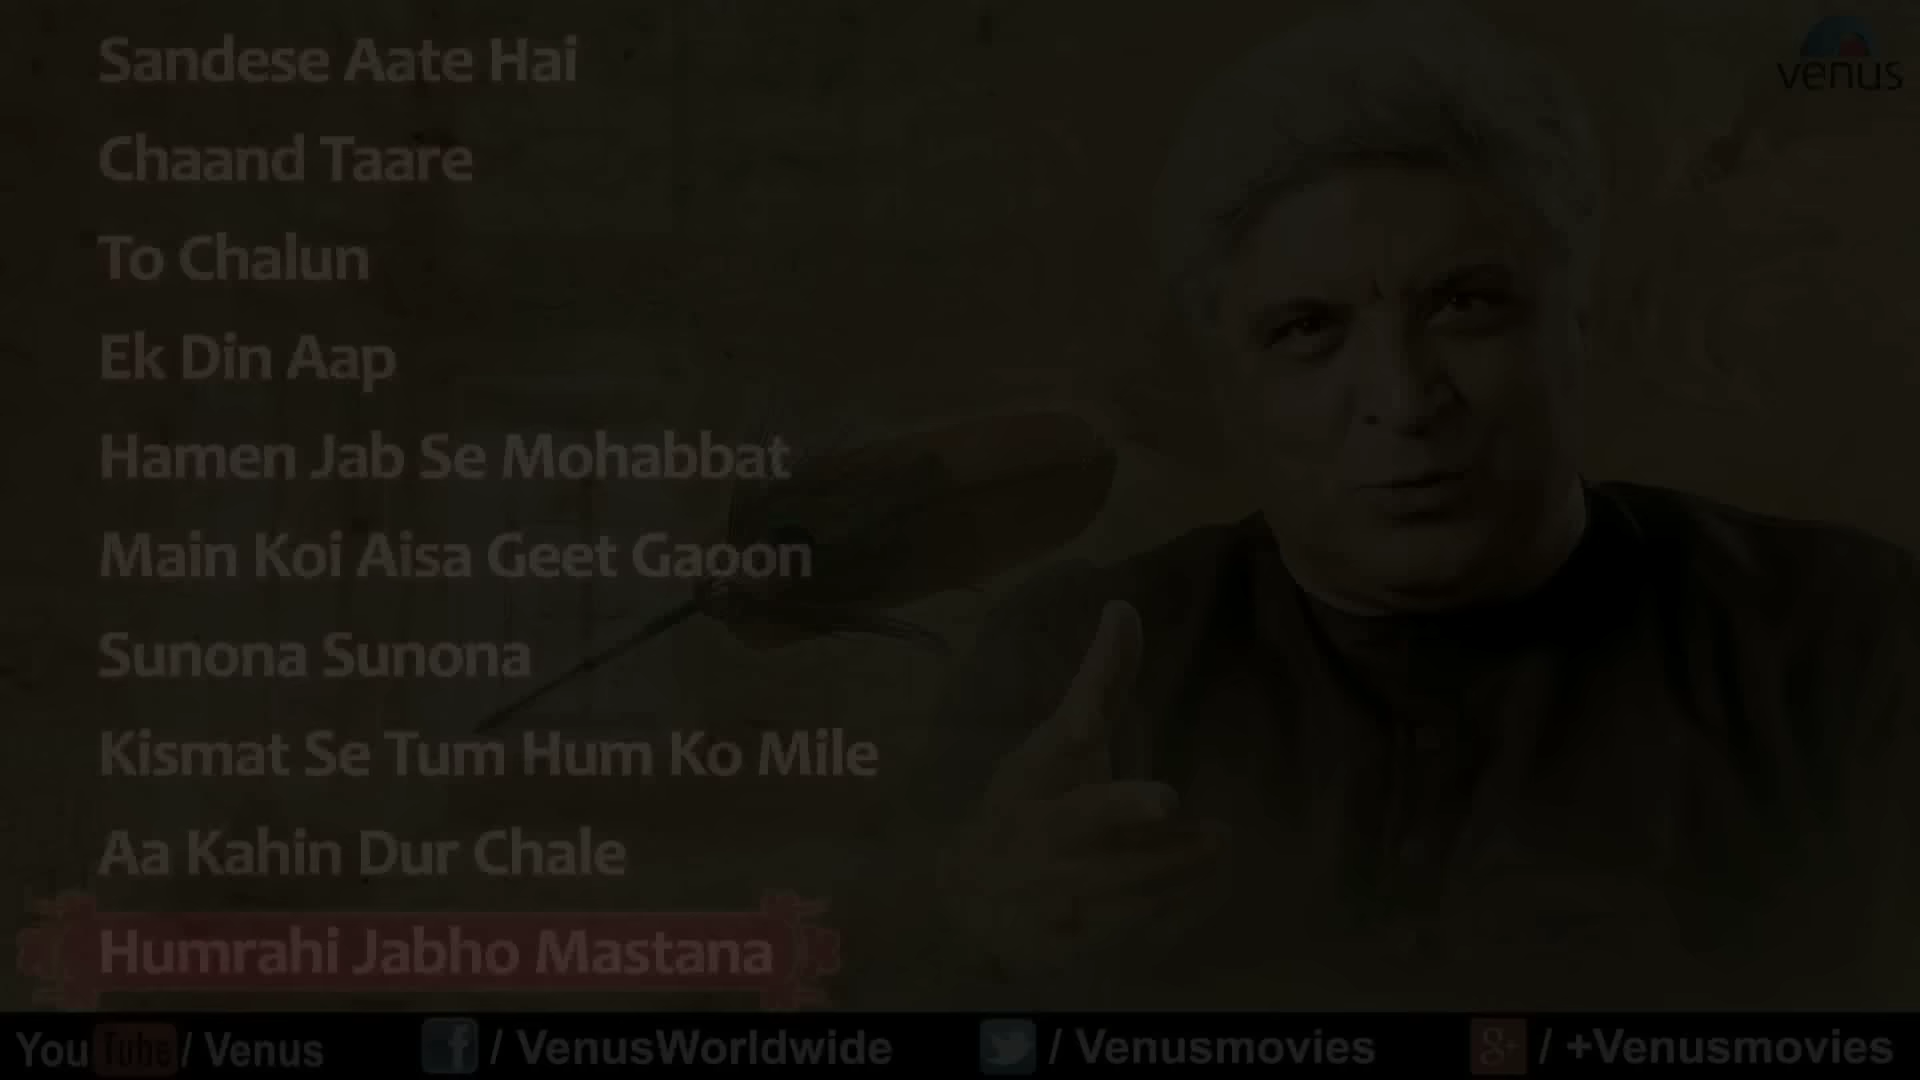 venus
Sandese Aate Hai
Chaand Taare
To Chalun
Ek Din Aap
Hamen Jab Se Mohabbat
Main Koi Aisa Geet Gaoon
Sunona Sunona
Kismat Se Tum Hum Ko Mile
Aa Kahin Dur Chale
Humrahi Jabho Mastana
YouTube / Venus f / VenusWorldwide / Venusmovies g+ / +Venusmovies